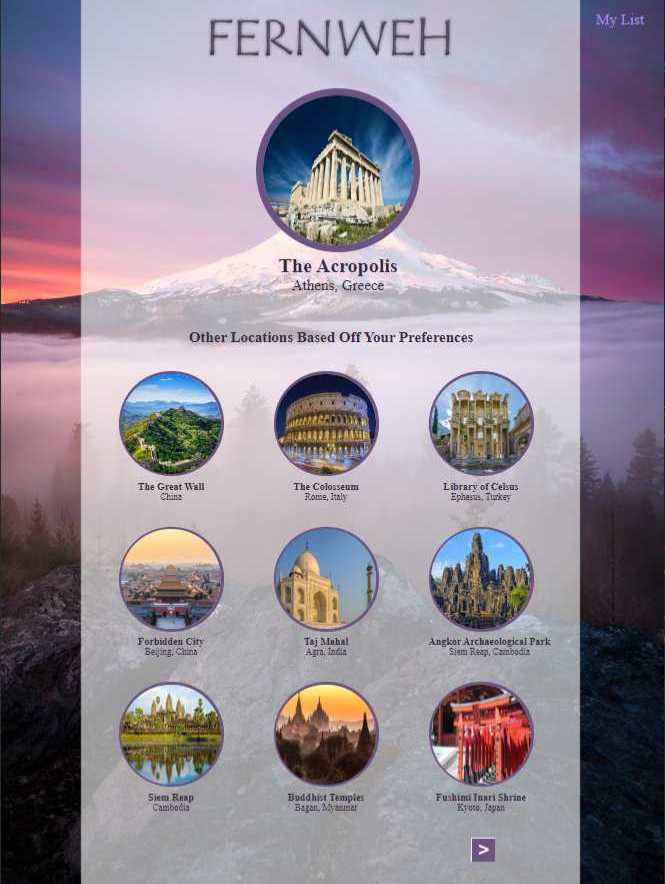 My List
FERNWEH
The Acropolis
Athens, Greece
Other Locations Based Off Your Preferences
The Great Wall
China
The Colosseum
Rome, Italy
Library of Celsus
Ephasus, Turkey
Forbidden City
Beijing, China
Taj Mahal
Agra, India
Angkor Archaeological Park
Siem Reap, Cambodia
Siem Reap
Cambodia
Buddhist Temples
Bagan, Myanmar
Fushimi Inari Shrine
Kyoto, Japan
>